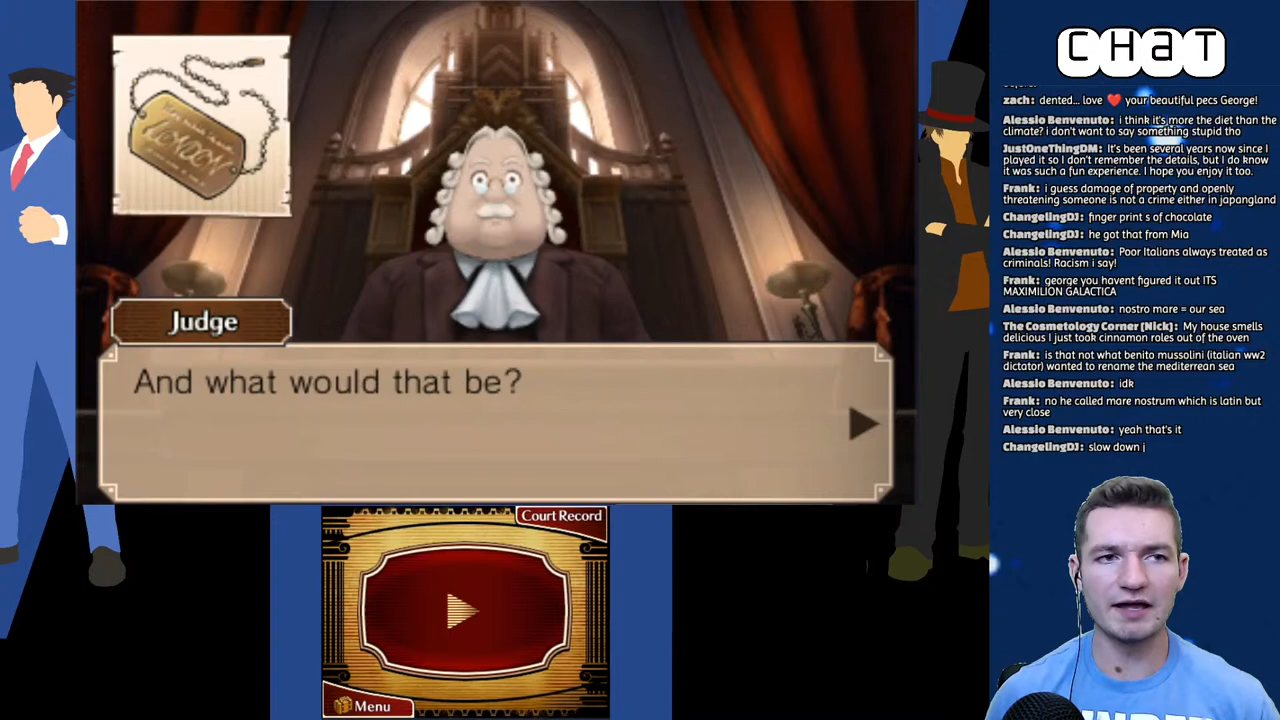 LONDON
Judge
And what would that be?
Court Record
Menu
CHaT
zach: dented... love ❤️ your beautiful pecs George!
Alessio Benvenuto: i think it's more the diet than the
climate? i don't want to say something stupid tho
JustOneThingDM: It's been several years now since I
played it so I don't remember the details, but I do know
it was such a fun experience. I hope you enjoy it too.
Frank: i guess damage of property and openly
threatening someone is not a crime either in japangland
ChangelingDJ: finger print s of chocolate
ChangelingDJ: he got that from Mia
Alessio Benvenuto: Poor Italians always treated as
criminals! Racism i say!
Frank: george you havent figured it out ITS
MAXIMILION GALACTICA
Alessio Benvenuto: nostro mare = our sea
The Cosmetology Corner [Nick]: My house smells
delicious I just took cinnamon roles out of the oven
Frank: is that not what benito mussolini (italian ww2
dictator) wanted to rename the mediterrean sea
Alessio Benvenuto: idk
Frank: no he called mare nostrum which is latin but
very close
Alessio Benvenuto: yeah that's it
ChangelingDJ: slow down j